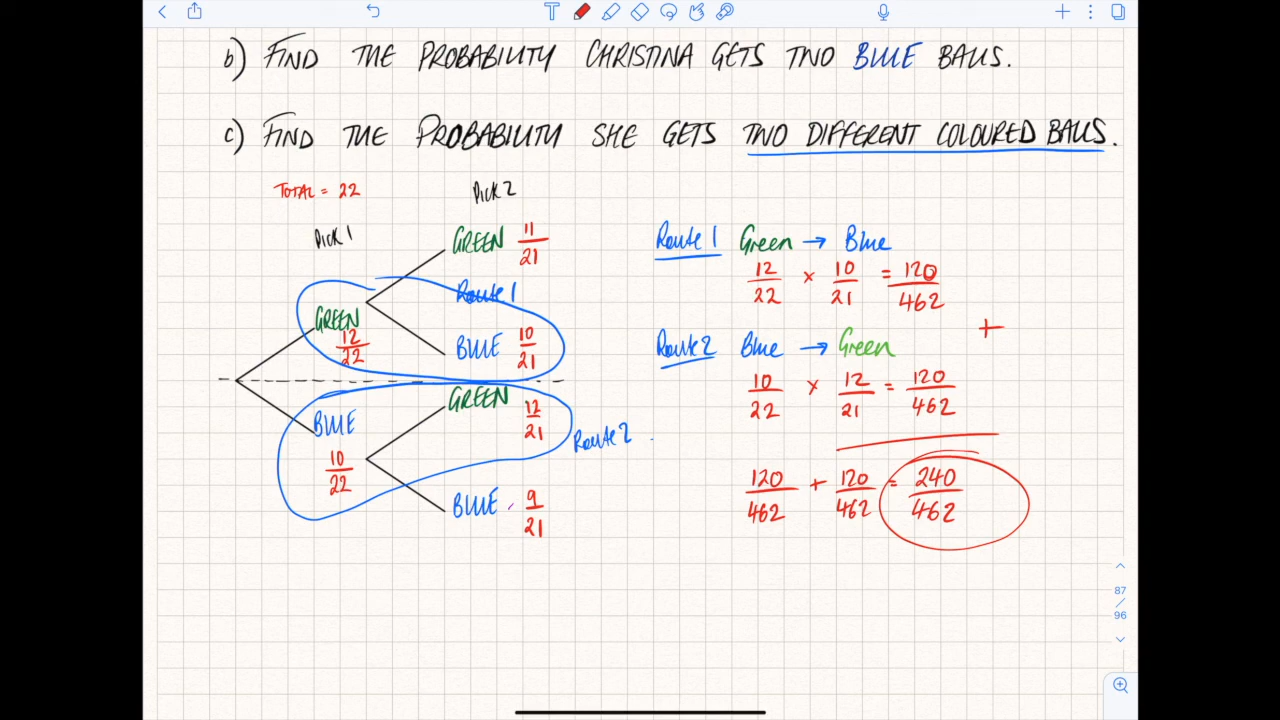 b) FIND THE PROBABILITY CHRISTINA GETS TWO BLUE BALLS.
c) FIND THE PROBABILITY SHE GETS TWO DIFFERENT COLOURED BALLS.
TOTAL = 22
PICK 1
PICK 2
GREEN 11/21
Route 1
GREEN 12/22
BLUE 10/21
GREEN 12/21
BLUE 10/22
Route 2
BLUE 9/21
Route 1 Green → Blue
12/22 × 10/21 = 120/462
+
Route 2 Blue → Green
10/22 × 12/21 = 120/462
120/462 + 120/462 = 240/462
87
/
96